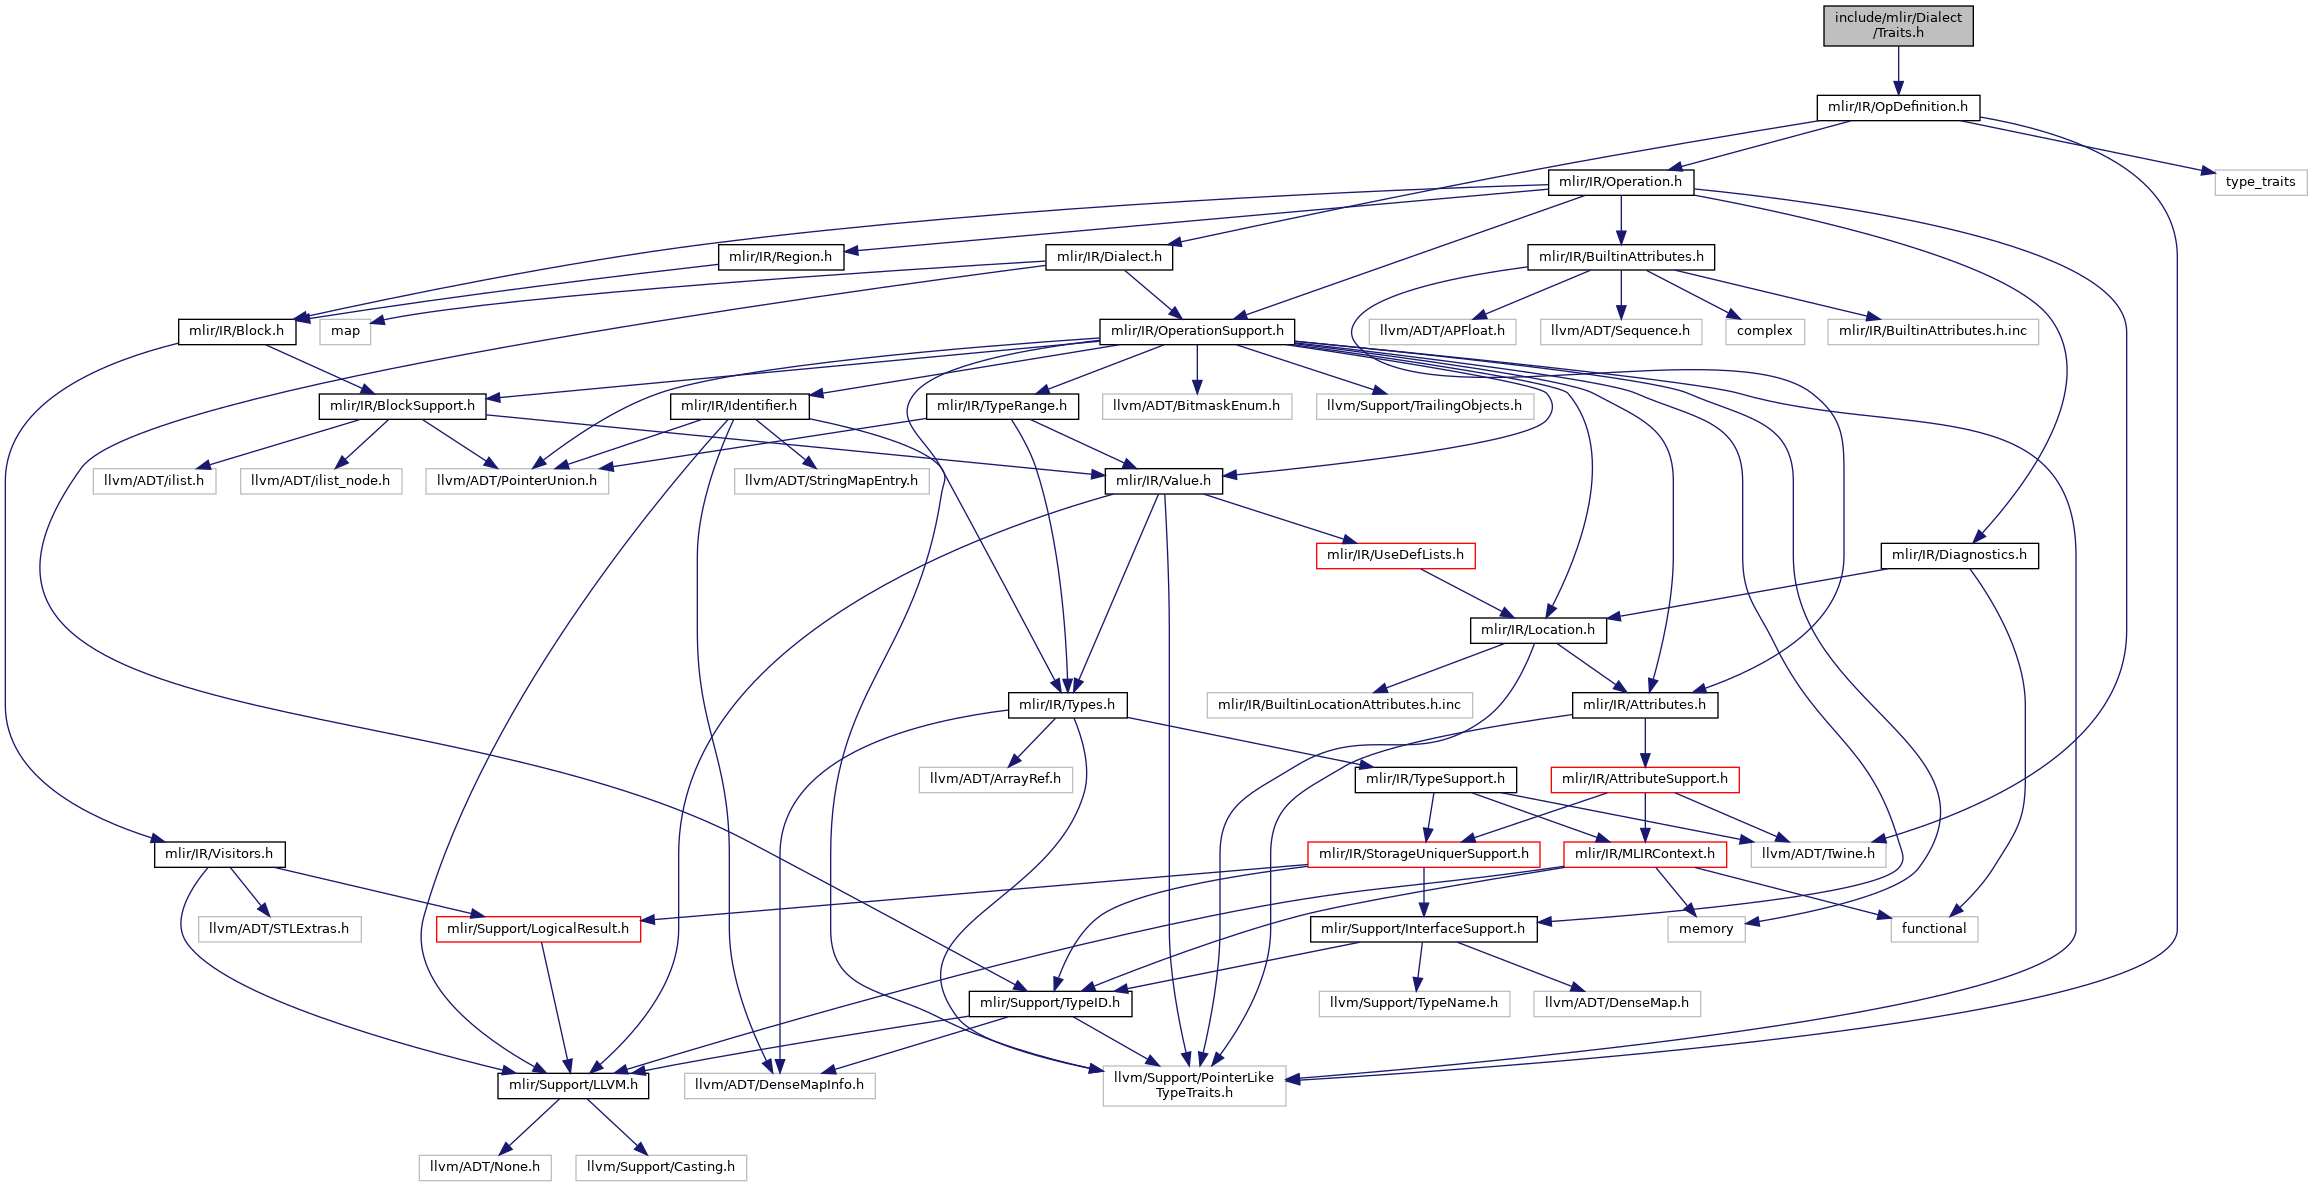 include/mlir/Dialect
/Traits.h
mlir/IR/OpDefinition.h
mlir/IR/Operation.h
type_traits
mlir/IR/Region.h
mlir/IR/Dialect.h
mlir/IR/BuiltinAttributes.h
mlir/IR/Block.h
map
mlir/IR/OperationSupport.h
llvm/ADT/APFloat.h
llvm/ADT/Sequence.h
complex
mlir/IR/BuiltinAttributes.h.inc
mlir/IR/BlockSupport.h
mlir/IR/Identifier.h
mlir/IR/TypeRange.h
llvm/ADT/BitmaskEnum.h
llvm/Support/TrailingObjects.h
llvm/ADT/ilist.h
llvm/ADT/ilist_node.h
llvm/ADT/PointerUnion.h
llvm/ADT/StringMapEntry.h
mlir/IR/Value.h
mlir/IR/UseDefLists.h
mlir/IR/Diagnostics.h
mlir/IR/Location.h
mlir/IR/Types.h
mlir/IR/BuiltinLocationAttributes.h.inc
mlir/IR/Attributes.h
llvm/ADT/ArrayRef.h
mlir/IR/TypeSupport.h
mlir/IR/AttributeSupport.h
mlir/IR/Visitors.h
mlir/IR/StorageUniquerSupport.h
mlir/IR/MLIRContext.h
llvm/ADT/Twine.h
llvm/ADT/STLExtras.h
mlir/Support/LogicalResult.h
mlir/Support/InterfaceSupport.h
memory
functional
mlir/Support/TypeID.h
llvm/Support/TypeName.h
llvm/ADT/DenseMap.h
mlir/Support/LLVM.h
llvm/ADT/DenseMapInfo.h
llvm/Support/PointerLike
TypeTraits.h
llvm/ADT/None.h
llvm/Support/Casting.h